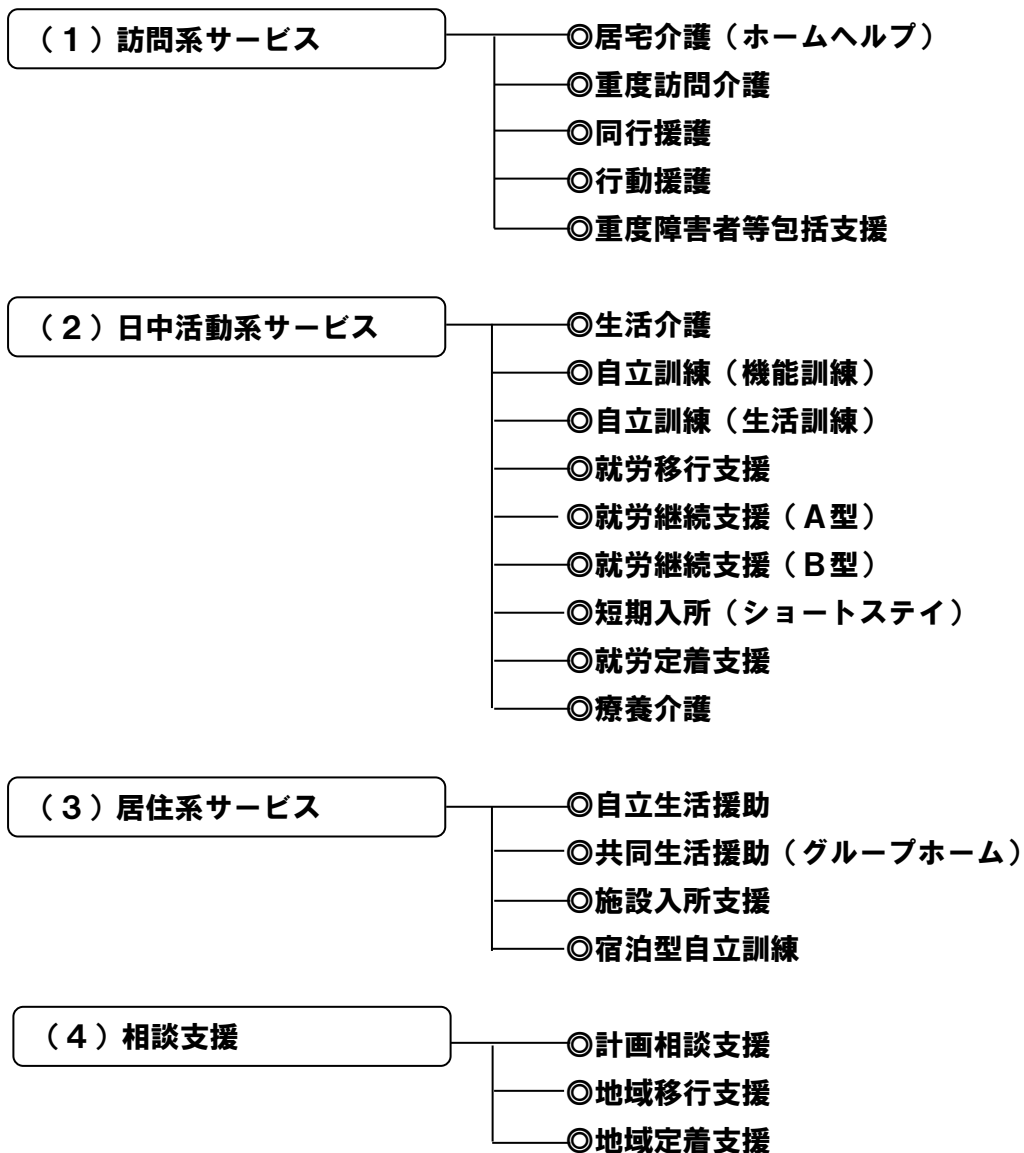 （１）訪問系サービス
◎居宅介護（ホームヘルプ）
◎重度訪問介護
◎同行援護
◎行動援護
◎重度障害者等包括支援
（２）日中活動系サービス
◎生活介護
◎自立訓練（機能訓練）
◎自立訓練（生活訓練）
◎就労移行支援
◎就労継続支援（Ａ型）
◎就労継続支援（Ｂ型）
◎短期入所（ショートステイ）
◎就労定着支援
◎療養介護
（３）居住系サービス
◎自立生活援助
◎共同生活援助（グループホーム）
◎施設入所支援
◎宿泊型自立訓練
（４）相談支援
◎計画相談支援
◎地域移行支援
◎地域定着支援